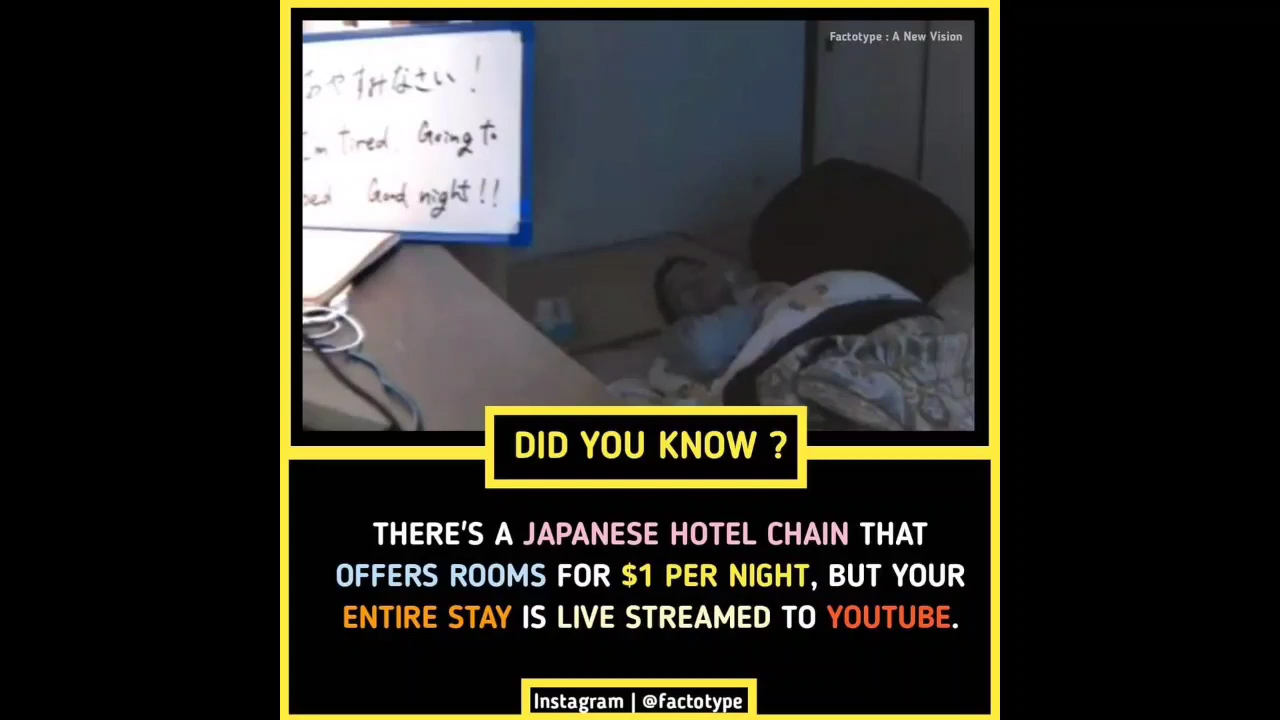 Factotype : A New Vision
おやすみなさい!
I'm tired. Going to
bed Good night!!
DID YOU KNOW ?
THERE'S A JAPANESE HOTEL CHAIN THAT
OFFERS ROOMS FOR $1 PER NIGHT, BUT YOUR
ENTIRE STAY IS LIVE STREAMED TO YOUTUBE.
Instagram | @factotype